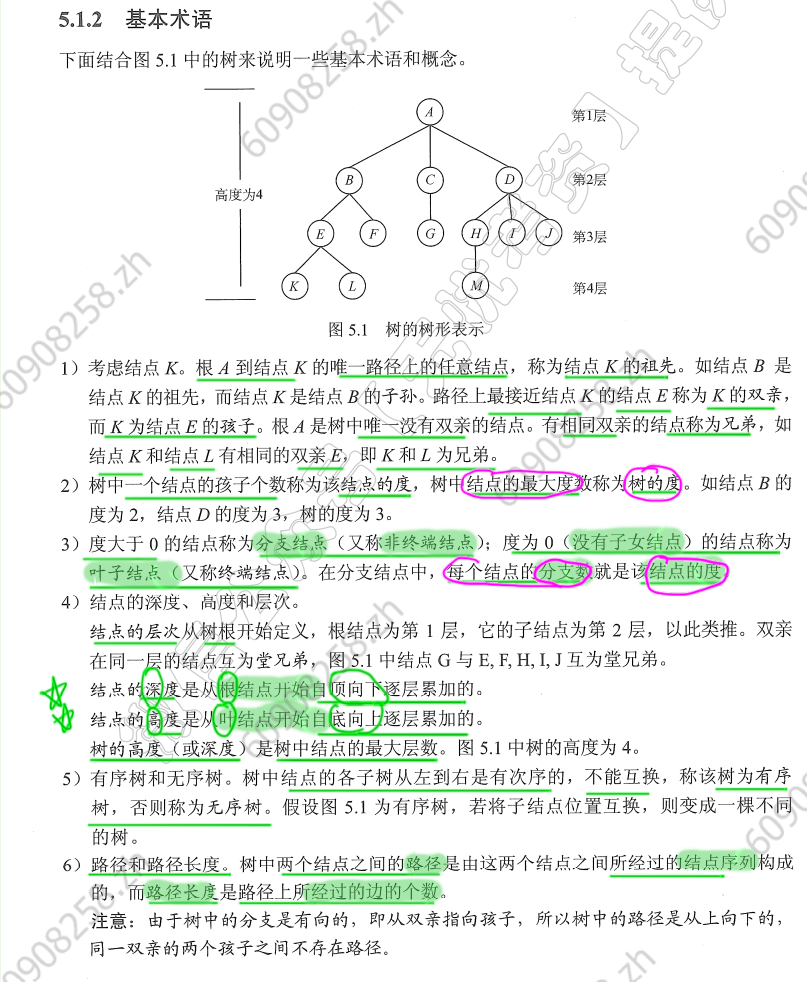 5.1.2 基本术语
下面结合图 5.1 中的树来说明一些基本术语和概念。
A
第1层
B
C
D
第2层
高度为4
E
F
G
H
I
J
第3层
K
L
M
第4层
图 5.1 树的树形表示
1）考虑结点 K。根 A 到结点 K 的唯一路径上的任意结点，称为结点 K 的祖先。如结点 B 是
结点 K 的祖先，而结点 K 是结点 B 的子孙。路径上最接近结点 K 的结点 E 称为 K 的双亲，
而 K 为结点 E 的孩子。根 A 是树中唯一没有双亲的结点。有相同双亲的结点称为兄弟，如
结点 K 和结点 L 有相同的双亲 E，即 K 和 L 为兄弟。
2）树中一个结点的孩子个数称为该结点的度，树中结点的最大度数称为树的度。如结点 B 的
度为 2，结点 D 的度为 3，树的度为 3。
3）度大于 0 的结点称为分支结点（又称非终端结点）；度为 0（没有子女结点）的结点称为
叶子结点（又称终端结点）。在分支结点中，每个结点的分支数就是该结点的度
4）结点的深度、高度和层次。
结点的层次从树根开始定义，根结点为第 1 层，它的子结点为第 2 层，以此类推。双亲
在同一层的结点互为堂兄弟，图 5.1 中结点 G 与 E, F, H, I, J 互为堂兄弟。
结点的深度是从根结点开始自顶向下逐层累加的。
结点的高度是从叶结点开始自底向上逐层累加的。
树的高度（或深度）是树中结点的最大层数。图 5.1 中树的高度为 4。
5）有序树和无序树。树中结点的各子树从左到右是有次序的，不能互换，称该树为有序
树，否则称为无序树。假设图 5.1 为有序树，若将子结点位置互换，则变成一棵不同
的树。
6）路径和路径长度。树中两个结点之间的路径是由这两个结点之间所经过的结点序列构成
的，而路径长度是路径上所经过的边的个数。
注意：由于树中的分支是有向的，即从双亲指向孩子，所以树中的路径是从上向下的，
同一双亲的两个孩子之间不存在路径。
60908258.zh
60908258.zh
60908258.zh
60908258.zh